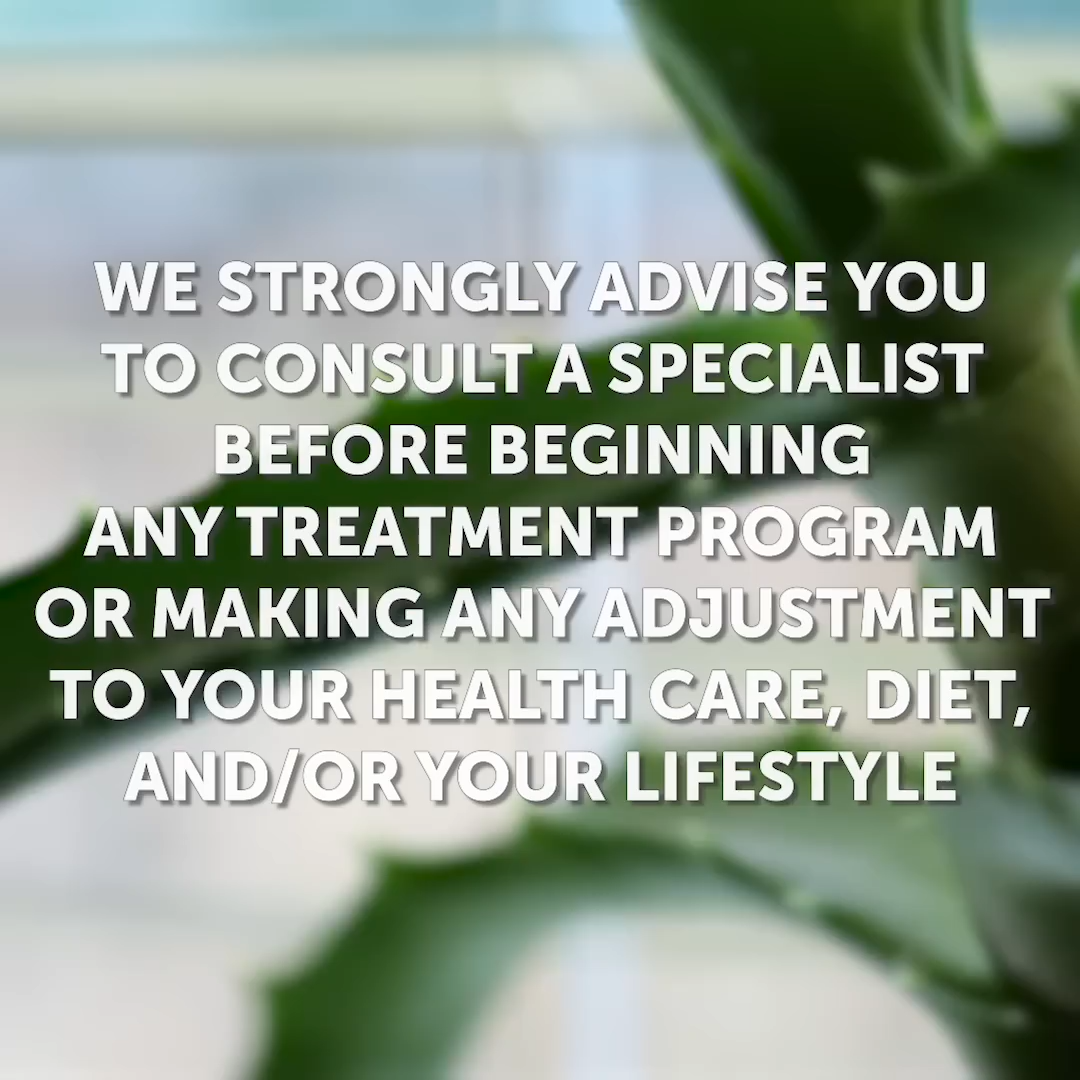 WE STRONGLY ADVISE YOU
TO CONSULT A SPECIALIST
BEFORE BEGINNING
ANY TREATMENT PROGRAM
OR MAKING ANY ADJUSTMENT
TO YOUR HEALTH CARE, DIET,
AND/OR YOUR LIFESTYLE